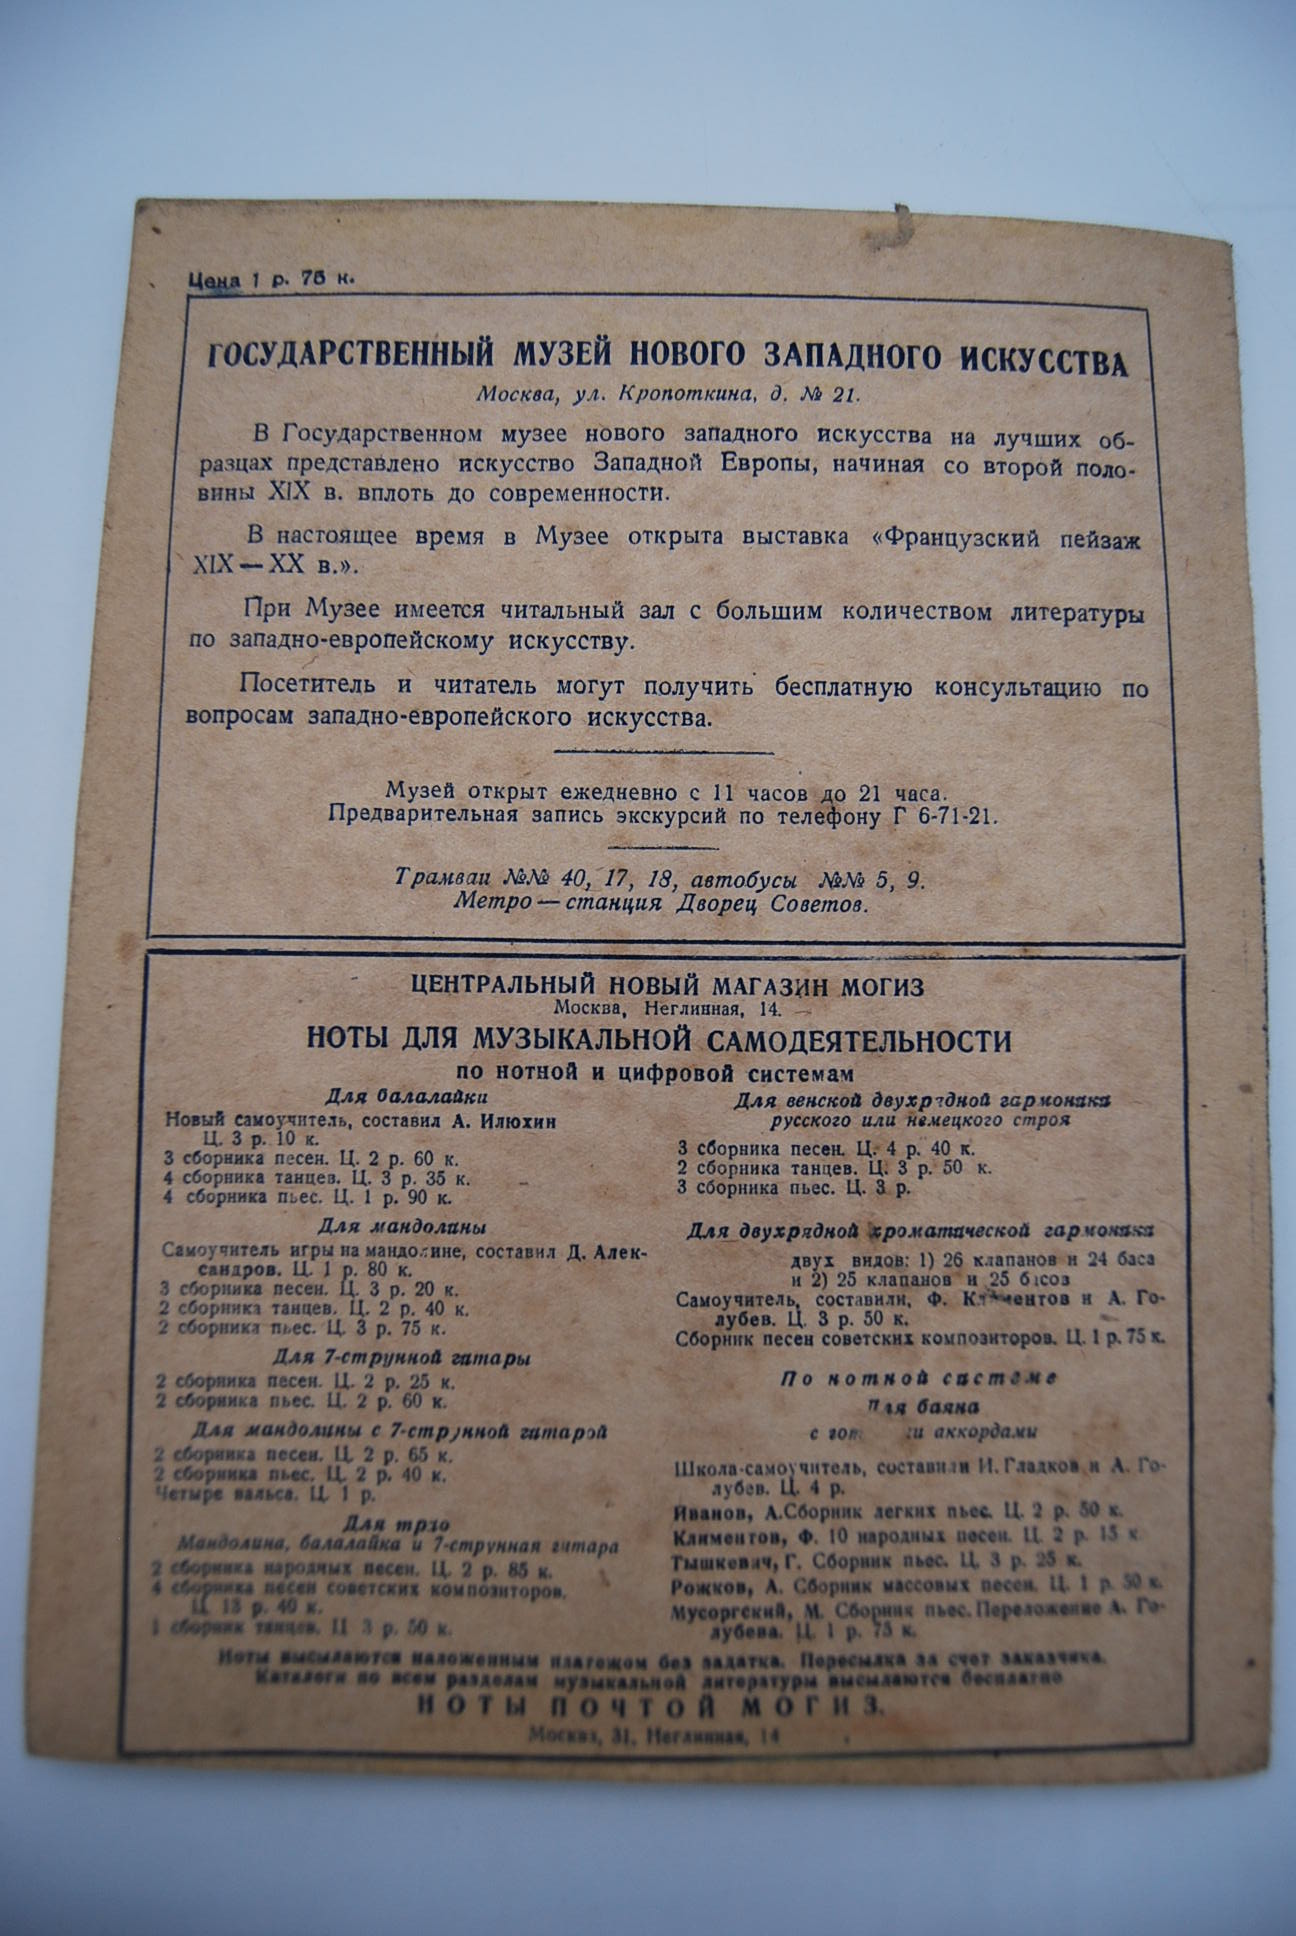 Цена 1 р. 75 к.
ГОСУДАРСТВЕННЫЙ МУЗЕЙ НОВОГО ЗАПАДНОГО ИСКУССТВА
Москва, ул. Кропоткина, д. № 21.
В Государственном музее нового западного искусства на лучших об-
разцах представлено искусство Западной Европы, начиная со второй поло-
вины XIX в. вплоть до современности.
В настоящее время в Музее открыта выставка «Французский пейзаж
XIX — XX в.».
При Музее имеется читальный зал с большим количеством литературы
по западно-европейскому искусству.
Посетитель и читатель могут получить бесплатную консультацию по
вопросам западно-европейского искусства.
Музей открыт ежедневно с 11 часов до 21 часа.
Предварительная запись экскурсий по телефону Г 6-71-21.
Трамваи №№ 40, 17, 18, автобусы №№ 5, 9.
Метро — станция Дворец Советов.
ЦЕНТРАЛЬНЫЙ НОВЫЙ МАГАЗИН МОГИЗ
Москва, Неглинная, 14.
НОТЫ ДЛЯ МУЗЫКАЛЬНОЙ САМОДЕЯТЕЛЬНОСТИ
по нотной и цифровой системам
Для балалайки
Новый самоучитель, составил А. Илюхин
Ц. 3 р. 10 к.
3 сборника песен. Ц. 2 р. 60 к.
4 сборника танцев. Ц. 3 р. 35 к.
4 сборника пьес. Ц. 1 р. 90 к.
Для мандолины
Самоучитель игры на мандолине, составил Д. Алек-
сандров. Ц. 1 р. 80 к.
3 сборника песен. Ц. 3 р. 20 к.
2 сборника танцев. Ц. 2 р. 40 к.
2 сборника пьес. Ц. 3 р. 75 к.
Для 7-струнной гитары
2 сборника песен. Ц. 2 р. 25 к.
2 сборника пьес. Ц. 2 р. 60 к.
Для мандолины с 7-струнной гитарой
2 сборника песен. Ц. 2 р. 65 к.
2 сборника пьес. Ц. 2 р. 40 к.
Четыре вальса. Ц. 1 р.
Для трио
Мандолина, балалайка и 7-струнная гитара
2 сборника народных песен. Ц. 2 р. 85 к.
4 сборника песен советских композиторов.
Ц. 13 р. 40 к.
1 сборник танцев. Ц. 3 р. 50 к.
Для венской двухрядной гармоники
русского или немецкого строя
3 сборника песен. Ц. 4 р. 40 к.
2 сборника танцев. Ц. 3 р. 50 к.
3 сборника пьес. Ц. 3 р.
Для двухрядной хроматической гармоники
двух видов: 1) 26 клапанов и 24 баса
и 2) 25 клапанов и 25 басов
Самоучитель, составили, Ф. Климентов и А. Го-
лубев. Ц. 3 р. 50 к.
Сборник песен советских композиторов. Ц. 1 р. 75 к.
По нотной системе
Для баяна
с аккордами
Школа-самоучитель, составили И. Гладков и А. Го-
лубев. Ц. 4 р.
Иванов, А. Сборник легких пьес. Ц. 2 р. 50 к.
Климентов, Ф. 10 народных песен. Ц. 2 р. 15 к
Тышкевич, Г. Сборник пьес. Ц. 3 р. 25 к.
Рожков, А. Сборник массовых песен. Ц. 1 р. 50 к.
Мусоргский, М. Сборник пьес. Переложение А. Го-
лубева. Ц. 1 р. 75 к.
Ноты высылаются наложенным платежом без задатка. Пересылка за счет заказчика.
Каталоги по всем разделам музыкальной литературы высылаются бесплатно
НОТЫ ПОЧТОЙ МОГИЗ.
Москва, 31, Неглинная, 14